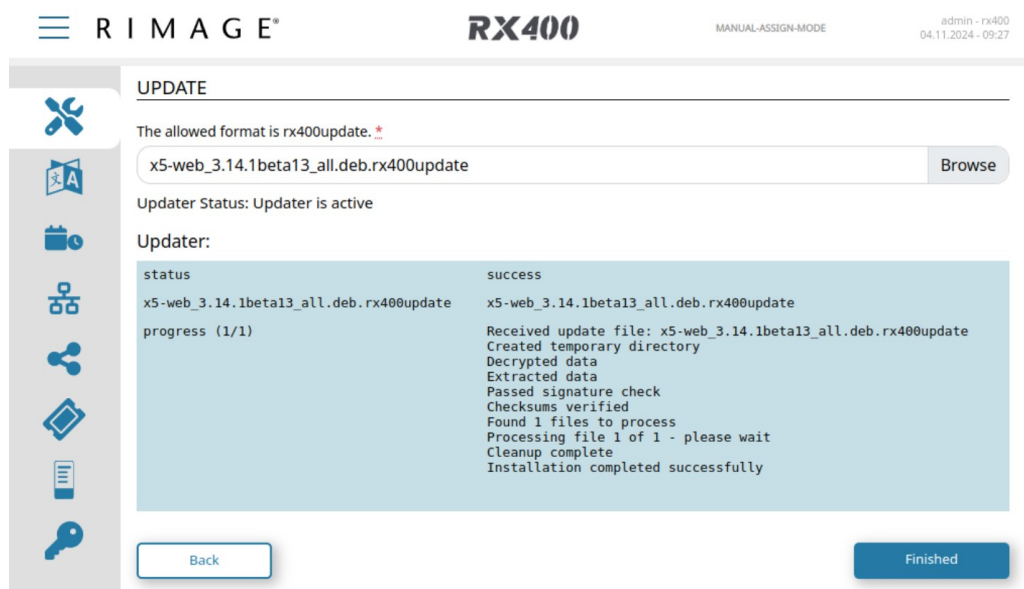 RIMAGE®
RX400
MANUAL-ASSIGN-MODE
admin - rx400
04.11.2024 - 09:27
UPDATE
The allowed format is rx400update. *
x5-web_3.14.1beta13_all.deb.rx400update
Browse
Updater Status: Updater is active
Updater:
status success
x5-web_3.14.1beta13_all.deb.rx400update x5-web_3.14.1beta13_all.deb.rx400update
progress (1/1) Received update file: x5-web_3.14.1beta13_all.deb.rx400update
Created temporary directory
Decrypted data
Extracted data
Passed signature check
Checksums verified
Found 1 files to process
Processing file 1 of 1 - please wait
Cleanup complete
Installation completed successfully
Back
Finished
文A